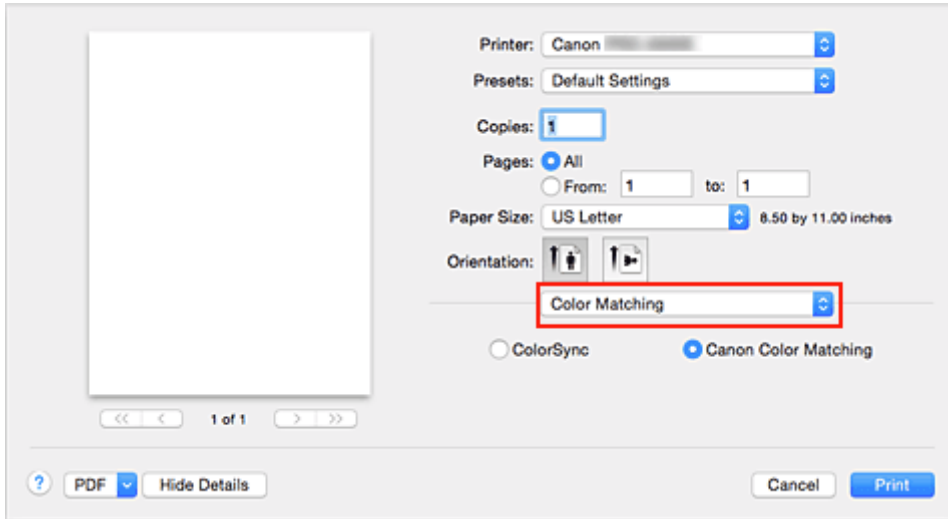 Printer: Canon
Presets: Default Settings
Copies: 1
Pages: All
From: 1 to: 1
Paper Size: US Letter 8.50 by 11.00 inches
Orientation:
Color Matching
ColorSync Canon Color Matching
<< < 1 of 1 > >>
? PDF Hide Details Cancel Print